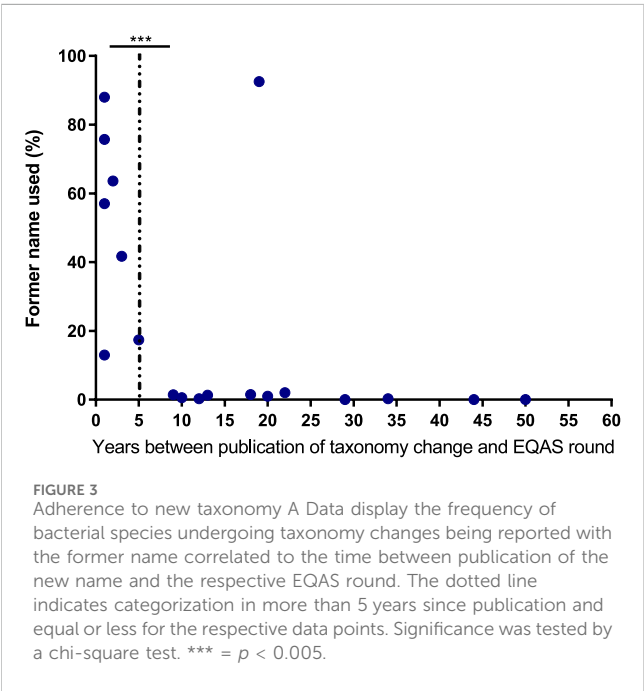 ***
100
80
60
40
20
0
Former name used (%)
0 5 10 15 20 25 30 35 40 45 50 55 60
Years between publication of taxonomy change and EQAS round
FIGURE 3
Adherence to new taxonomy A Data display the frequency of
bacterial species undergoing taxonomy changes being reported with
the former name correlated to the time between publication of the
new name and the respective EQAS round. The dotted line
indicates categorization in more than 5 years since publication and
equal or less for the respective data points. Significance was tested by
a chi-square test. *** = p < 0.005.